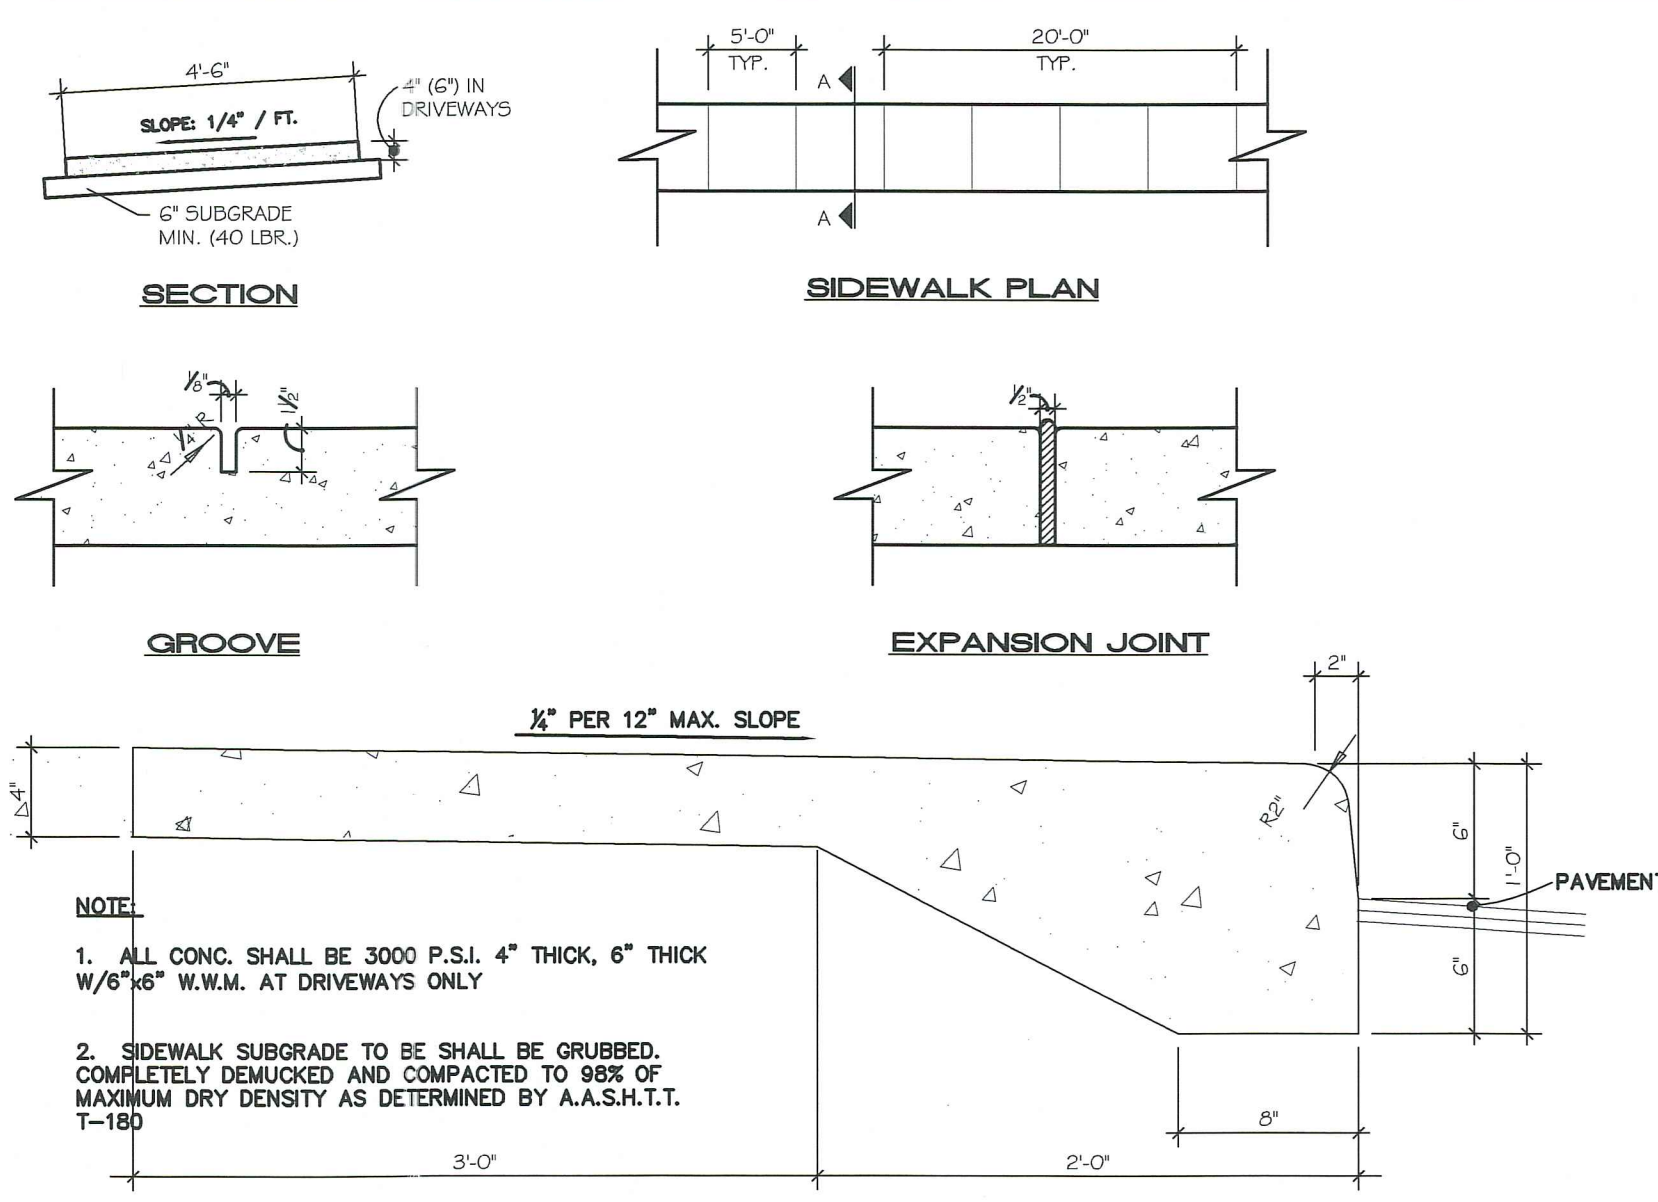 4'-6"
SLOPE: 1/4" / FT.
4" (6") IN
DRIVEWAYS
6" SUBGRADE
MIN. (40 LBR.)
SECTION
5'-0"
TYP.
20'-0"
TYP.
A
A
SIDEWALK PLAN
1/8"
1/4" R
1 1/2"
GROOVE
1/2"
EXPANSION JOINT
1/4" PER 12" MAX. SLOPE
2"
4"
R2"
6"
1'-0"
6"
PAVEMENT
NOTE:
1. ALL CONC. SHALL BE 3000 P.S.I. 4" THICK, 6" THICK
W/6"x6" W.W.M. AT DRIVEWAYS ONLY
2. SIDEWALK SUBGRADE TO BE SHALL BE GRUBBED.
COMPLETELY DEMUCKED AND COMPACTED TO 98% OF
MAXIMUM DRY DENSITY AS DETERMINED BY A.A.S.H.T.T.
T-180
8"
3'-0"
2'-0"